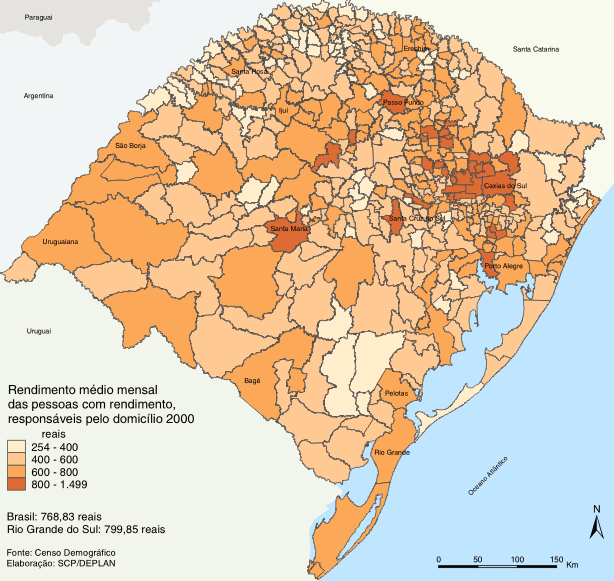 Paraguai
Santa Catarina
Erechim
Santa Rosa
Argentina
Passo Fundo
Ijuí
São Borja
Caxias do Sul
Santa Cruz do Sul
Santa Maria
Uruguaiana
Porto Alegre
Uruguai
Bagé
Pelotas
Rio Grande
Oceano Atlântico
Rendimento médio mensal
das pessoas com rendimento,
responsáveis pelo domicílio 2000
reais
254 - 400
400 - 600
600 - 800
800 - 1.499
Brasil: 768,83 reais
Rio Grande do Sul: 799,85 reais
Fonte: Censo Demográfico
Elaboração: SCP/DEPLAN
N
0 50 100 150
Km